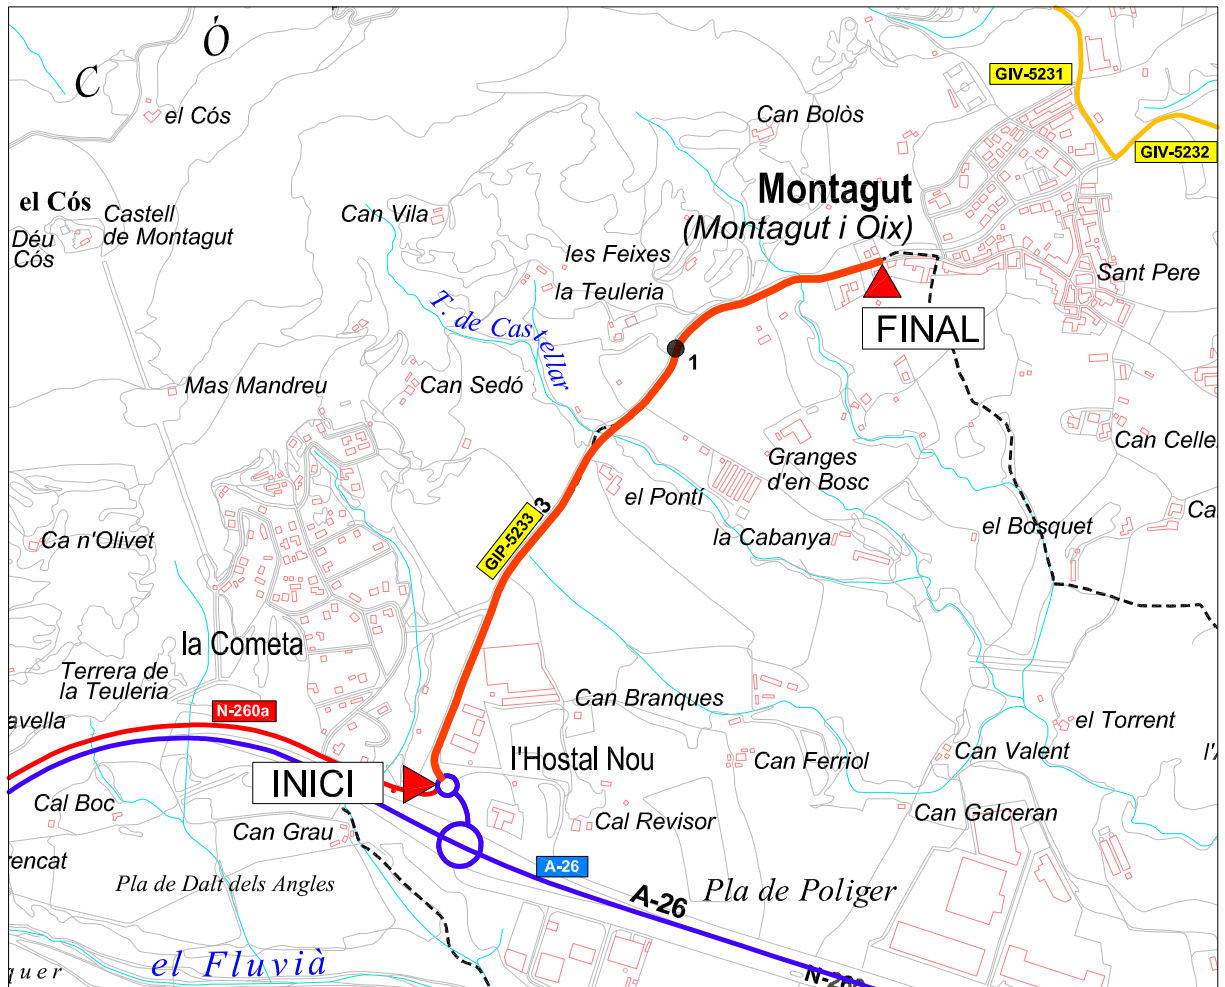 C Ó
GIV-5231
el Cós
Can Bolòs
GIV-5232
el Cós
Castell
de Montagut
Déu
Cós
Can Vila
Montagut
(Montagut i Oix)
les Feixes
la Teuleria
Sant Pere
T. de Castellar
FINAL
1
Mas Mandreu
Can Sedó
Can Celle
Granges
d'en Bosc
el Pontí
3
GIP-5233
Ca
el Bosquet
la Cabanya
Ca n'Olivet
la Cometa
Terrera de
la Teuleria
Can Branques
N-260a
avella
el Torrent
l'Hostal Nou
Can Ferriol
Can Valent
l'A
INICI
Cal Boc
Can Grau
Cal Revisor
Can Galceran
rencat
A-26
Pla de Dalt dels Angles
A-26
Pla de Poliger
el Fluvià
quer
N-260